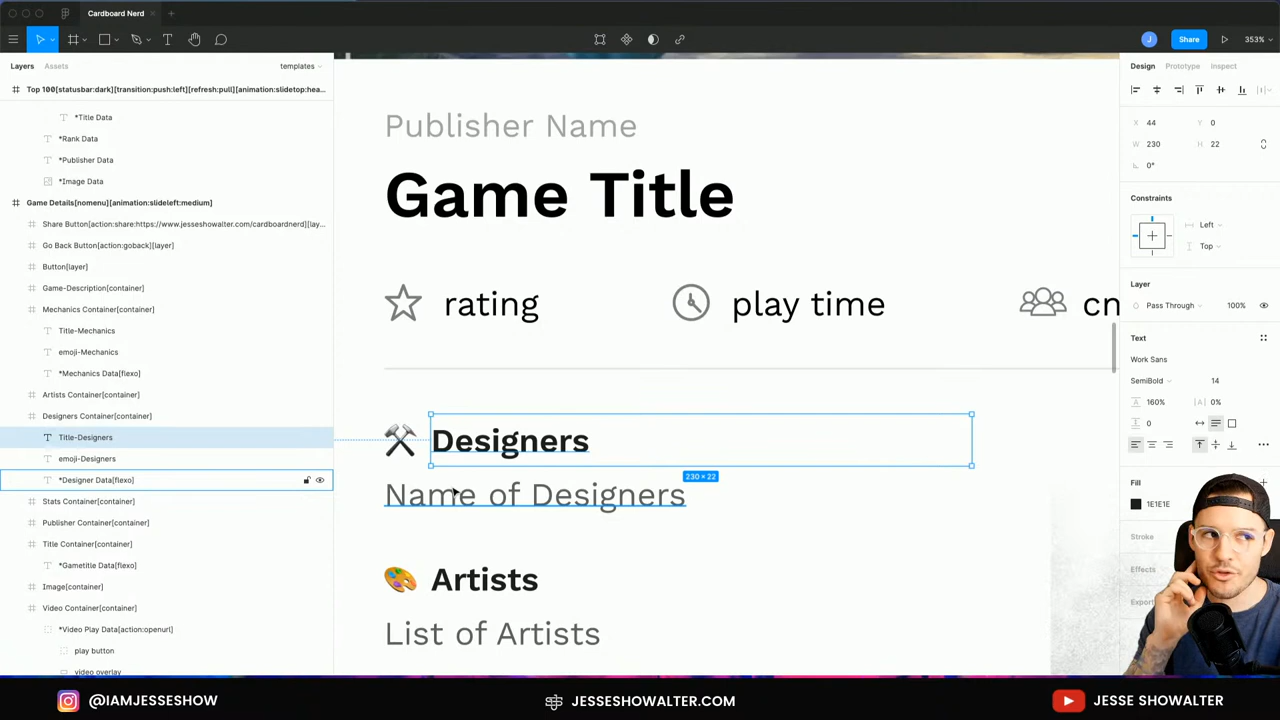 Cardboard Nerd
Share
353%
Layers
Assets
templates
Design
Prototype
Inspect
Top 100[statusbar:dark][transition:push:left][refresh:pull][animation:slidetop:hea...
*Title Data
*Rank Data
*Publisher Data
*Image Data
Game Details[nomenu][animation:slideleft:medium]
Share Button[action:share:https://www.jesseshowalter.com/cardboardnerd][lay...
Go Back Button[action:goback][layer]
Button[layer]
Game-Description[container]
Mechanics Container[container]
Title-Mechanics
emoji-Mechanics
*Mechanics Data[flexo]
Artists Container[container]
Designers Container[container]
Title-Designers
emoji-Designers
*Designer Data[flexo]
Stats Container[container]
Publisher Container[container]
Title Container[container]
*Gametitle Data[flexo]
Image[container]
Video Container[container]
*Video Play Data[action:openurl]
play button
video overlay
Publisher Name
Game Title
rating
play time
cn
Designers
230 × 22
Name of Designers
Artists
List of Artists
X 44 Y 0
W 230 H 22
0°
Constraints
Left
Top
Layer
Pass Through 100%
Text
Work Sans
SemiBold 14
160% |A| 0%
0
Fill
1E1E1E
Stroke
Effects
Export
@IAMJESSESHOW
JESSESHOWALTER.COM
JESSE SHOWALTER